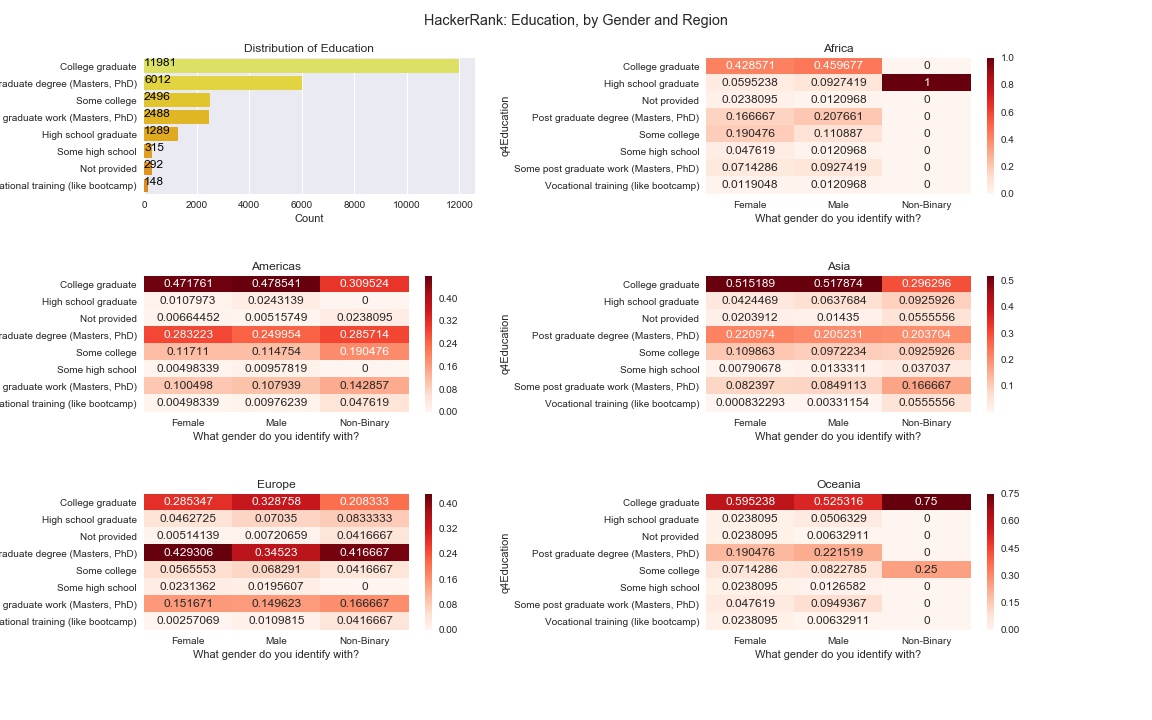 HackerRank: Education, by Gender and Region
Distribution of Education
College graduate 11981
raduate degree (Masters, PhD) 6012
Some college 2496
graduate work (Masters, PhD) 2488
High school graduate 1289
Some high school 315
Not provided 292
ational training (like bootcamp) 148
0 2000 4000 6000 8000 10000 12000
Count
Africa
q4Education
College graduate 0.428571 0.459677 0
High school graduate 0.0595238 0.0927419 1
Not provided 0.0238095 0.0120968 0
Post graduate degree (Masters, PhD) 0.166667 0.207661 0
Some college 0.190476 0.110887 0
Some high school 0.047619 0.0120968 0
Some post graduate work (Masters, PhD) 0.0714286 0.0927419 0
Vocational training (like bootcamp) 0.0119048 0.0120968 0
Female Male Non-Binary
What gender do you identify with?
1.0
0.8
0.6
0.4
0.2
0.0
Americas
College graduate 0.471761 0.478541 0.309524
High school graduate 0.0107973 0.0243139 0
Not provided 0.00664452 0.00515749 0.0238095
raduate degree (Masters, PhD) 0.283223 0.249954 0.285714
Some college 0.11711 0.114754 0.190476
Some high school 0.00498339 0.00957819 0
graduate work (Masters, PhD) 0.100498 0.107939 0.142857
ational training (like bootcamp) 0.00498339 0.00976239 0.047619
Female Male Non-Binary
What gender do you identify with?
0.40
0.32
0.24
0.16
0.08
0.00
Asia
q4Education
College graduate 0.515189 0.517874 0.296296
High school graduate 0.0424469 0.0637684 0.0925926
Not provided 0.0203912 0.01435 0.0555556
Post graduate degree (Masters, PhD) 0.220974 0.205231 0.203704
Some college 0.109863 0.0972234 0.0925926
Some high school 0.00790678 0.0133311 0.037037
Some post graduate work (Masters, PhD) 0.082397 0.0849113 0.166667
Vocational training (like bootcamp) 0.000832293 0.00331154 0.0555556
Female Male Non-Binary
What gender do you identify with?
0.5
0.4
0.3
0.2
0.1
Europe
College graduate 0.285347 0.328758 0.208333
High school graduate 0.0462725 0.07035 0.0833333
Not provided 0.00514139 0.00720659 0.0416667
raduate degree (Masters, PhD) 0.429306 0.34523 0.416667
Some college 0.0565553 0.068291 0.0416667
Some high school 0.0231362 0.0195607 0
graduate work (Masters, PhD) 0.151671 0.149623 0.166667
ational training (like bootcamp) 0.00257069 0.0109815 0.0416667
Female Male Non-Binary
What gender do you identify with?
0.40
0.32
0.24
0.16
0.08
0.00
Oceania
q4Education
College graduate 0.595238 0.525316 0.75
High school graduate 0.0238095 0.0506329 0
Not provided 0.0238095 0.00632911 0
Post graduate degree (Masters, PhD) 0.190476 0.221519 0
Some college 0.0714286 0.0822785 0.25
Some high school 0.0238095 0.0126582 0
Some post graduate work (Masters, PhD) 0.047619 0.0949367 0
Vocational training (like bootcamp) 0.0238095 0.00632911 0
Female Male Non-Binary
What gender do you identify with?
0.75
0.60
0.45
0.30
0.15
0.00